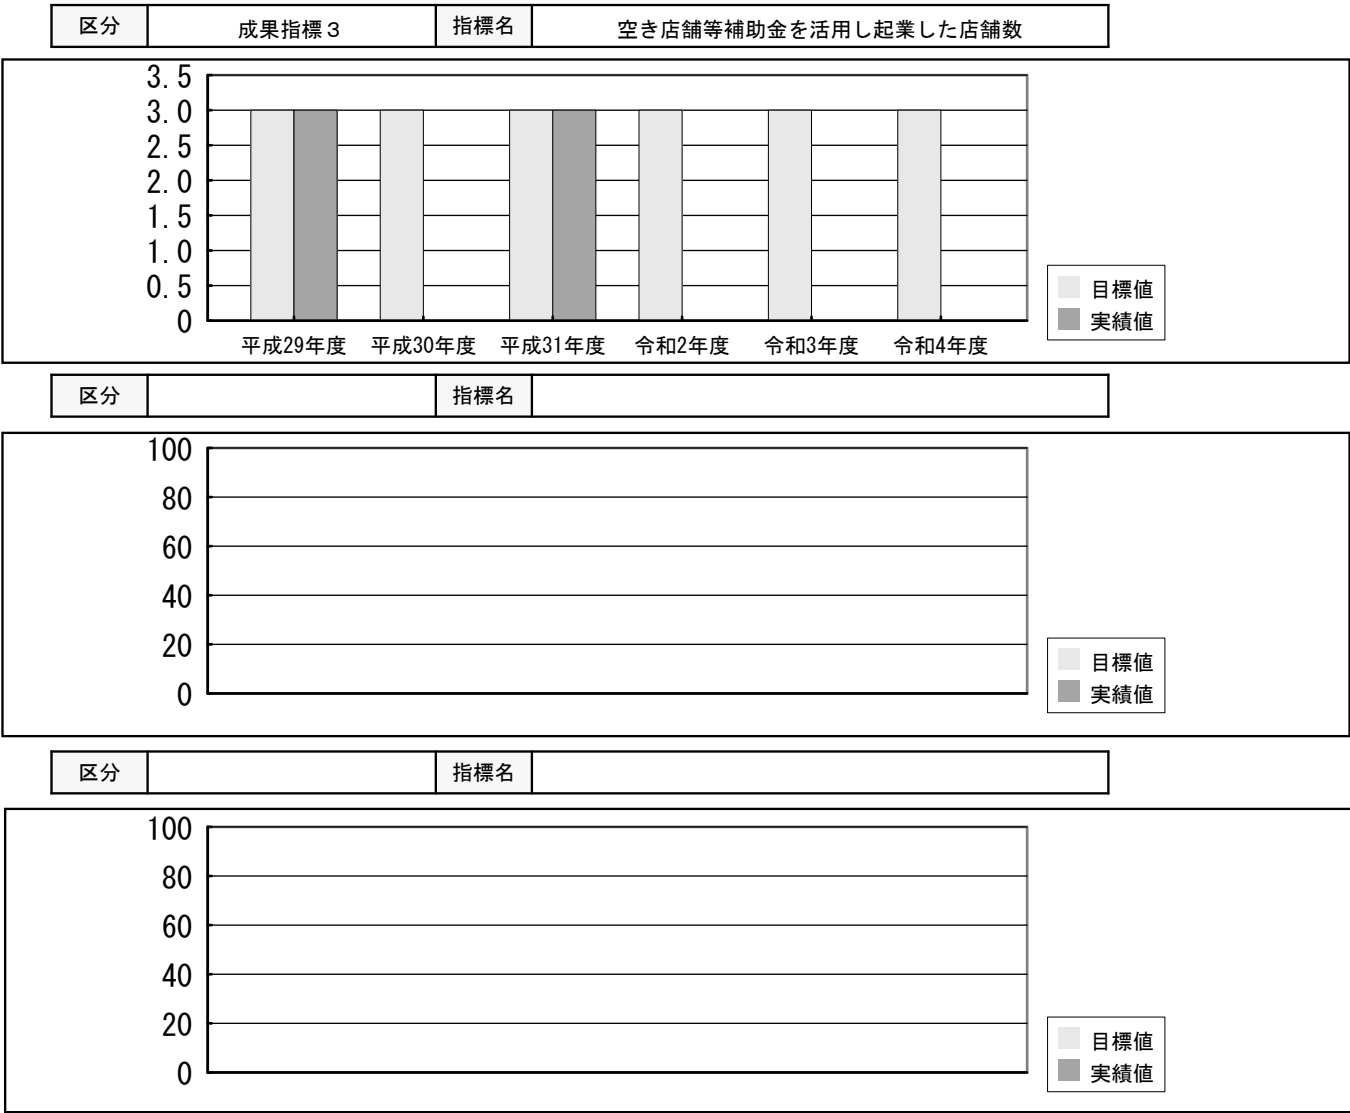 区分 成果指標３ 指標名 空き店舗等補助金を活用し起業した店舗数
3.5
3.0
2.5
2.0
1.5
1.0
0.5
0
平成29年度 平成30年度 平成31年度 令和2年度 令和3年度 令和4年度
目標値
実績値
区分 指標名
100
80
60
40
20
0
目標値
実績値
区分 指標名
100
80
60
40
20
0
目標値
実績値